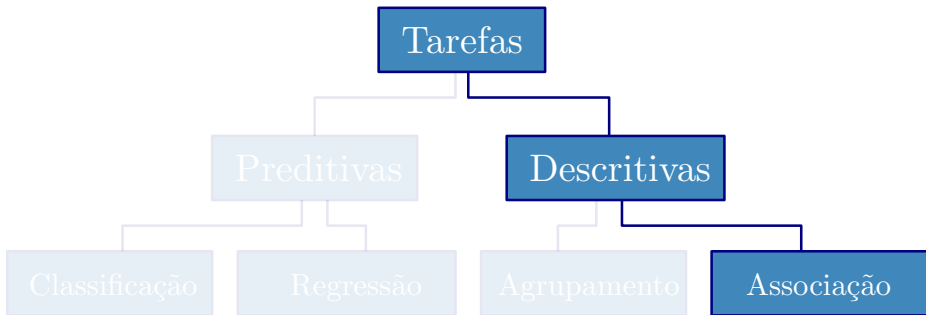 Tarefas
Preditivas
Descritivas
Classificação
Regressão
Agrupamento
Associação